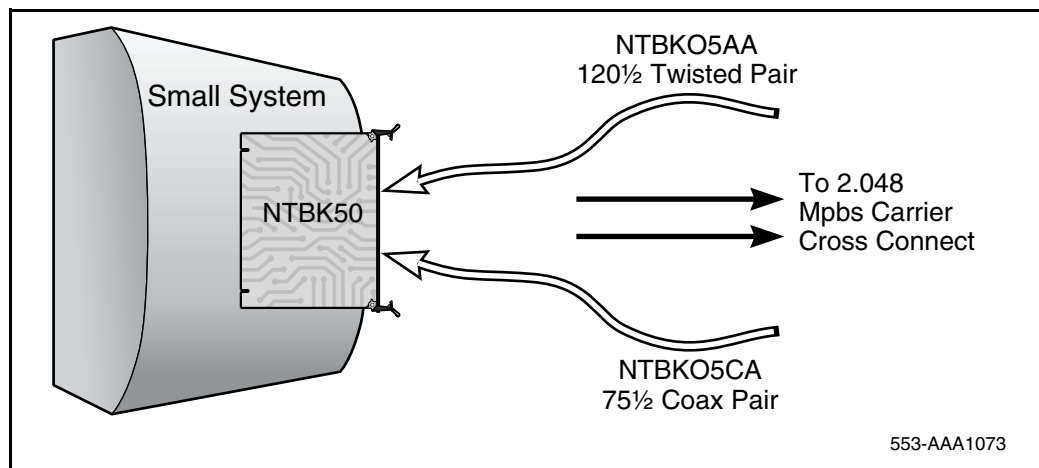 NTBKO5AA
120½ Twisted Pair
Small System
NTBK50
To 2.048
Mpbs Carrier
Cross Connect
NTBKO5CA
75½ Coax Pair
553-AAA1073